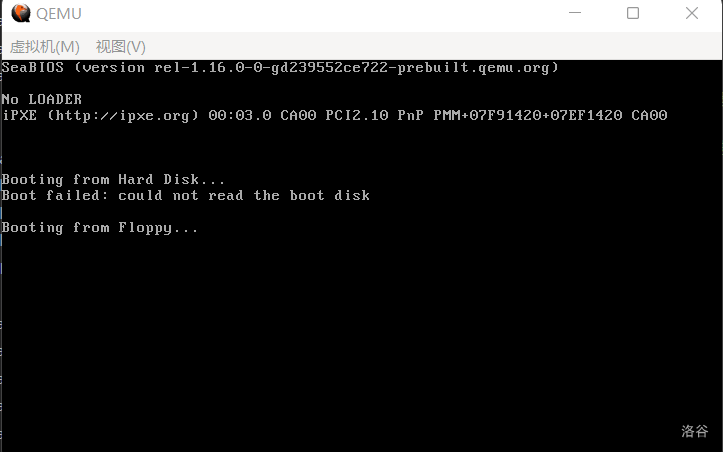 QEMU
虚拟机(M) 视图(V)
SeaBIOS (version rel-1.16.0-0-gd239552ce722-prebuilt.qemu.org)
No LOADER
iPXE (http://ipxe.org) 00:03.0 CA00 PCI2.10 PnP PMM+07F91420+07EF1420 CA00
Booting from Hard Disk...
Boot failed: could not read the boot disk
Booting from Floppy...
洛谷